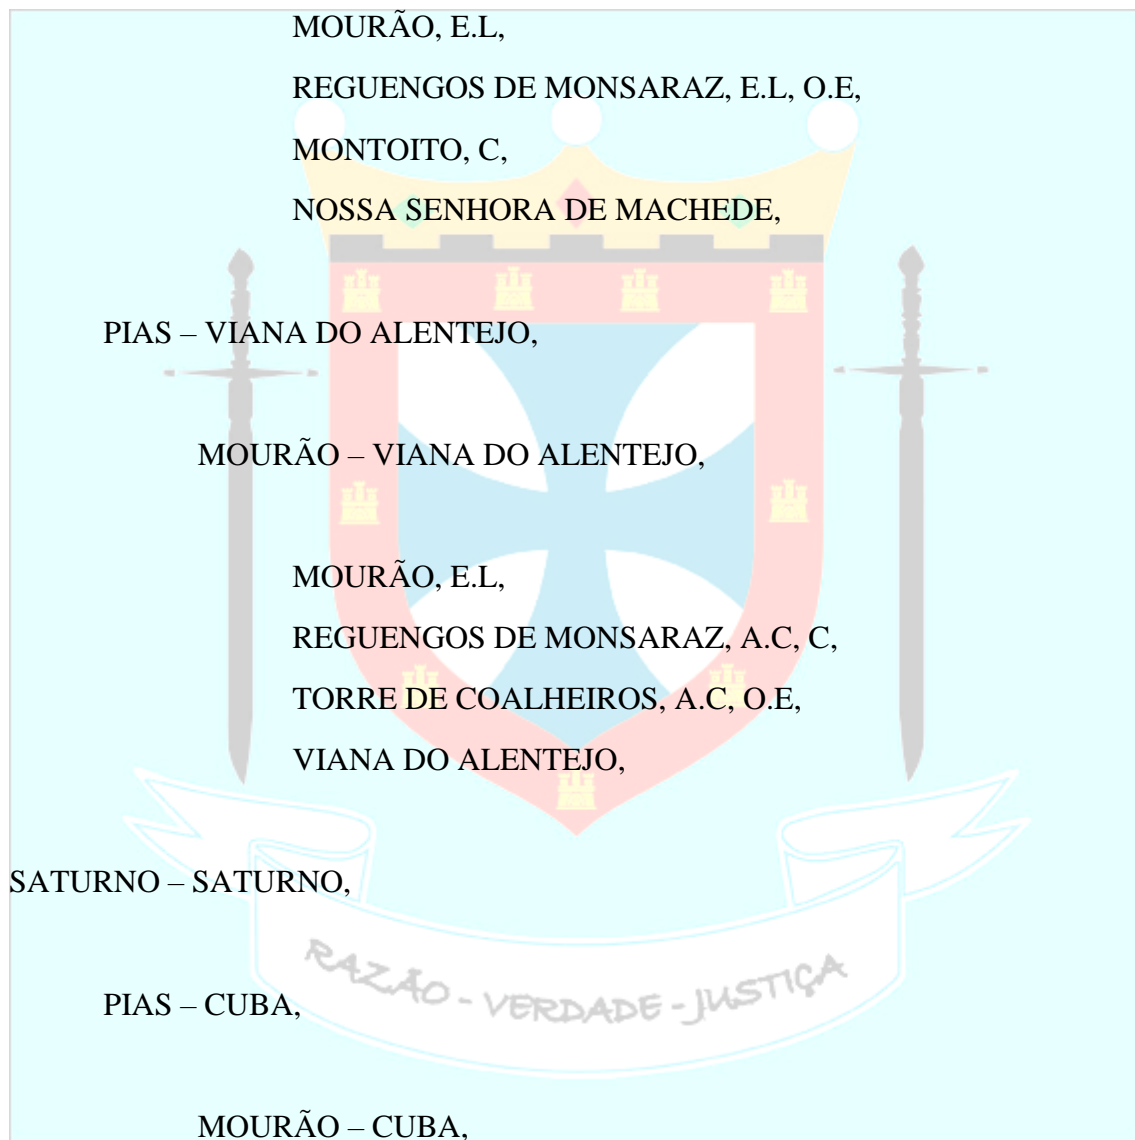 MOURÃO, E.L,
REGUENGOS DE MONSARAZ, E.L, O.E,
MONTOITO, C,
NOSSA SENHORA DE MACHEDE,
PIAS – VIANA DO ALENTEJO,
MOURÃO – VIANA DO ALENTEJO,
MOURÃO, E.L,
REGUENGOS DE MONSARAZ, A.C, C,
TORRE DE COALHEIROS, A.C, O.E,
VIANA DO ALENTEJO,
SATURNO – SATURNO,
RAZÃO - VERDADE - JUSTIÇA
PIAS – CUBA,
MOURÃO – CUBA,